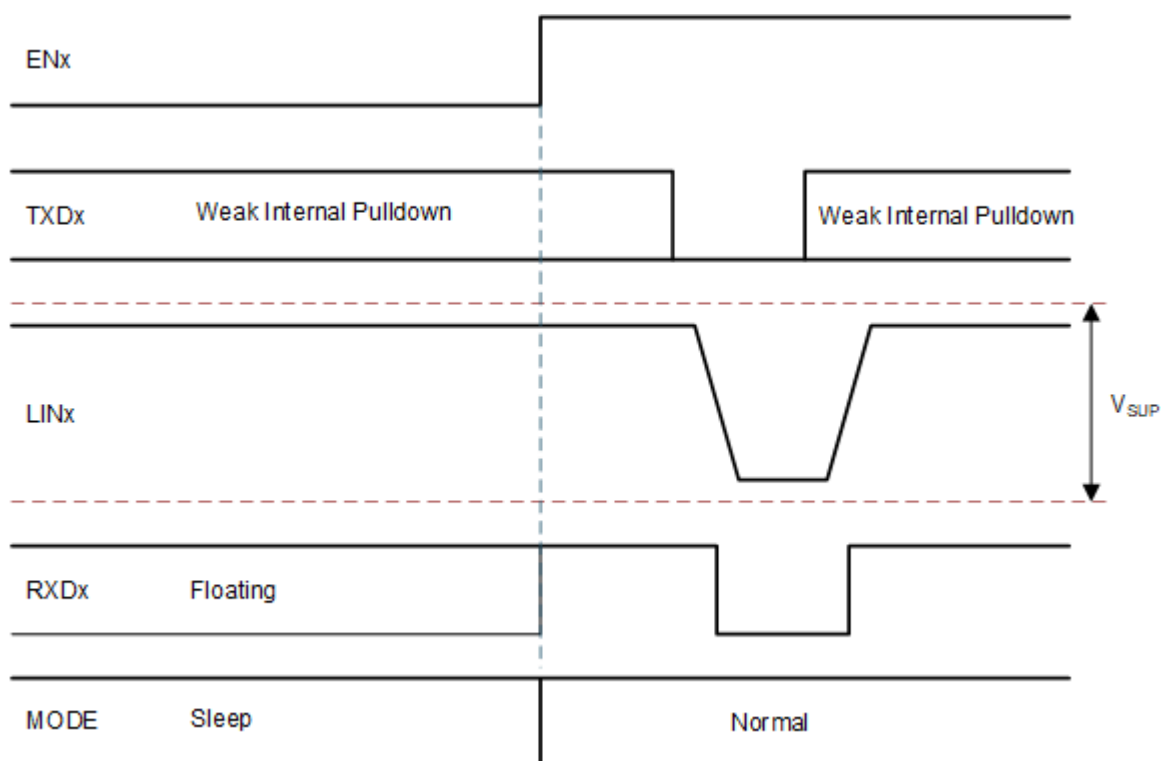 ENx
TXDx
Weak Internal Pulldown
Weak Internal Pulldown
LINx
VSUP
RXDx
Floating
MODE
Sleep
Normal